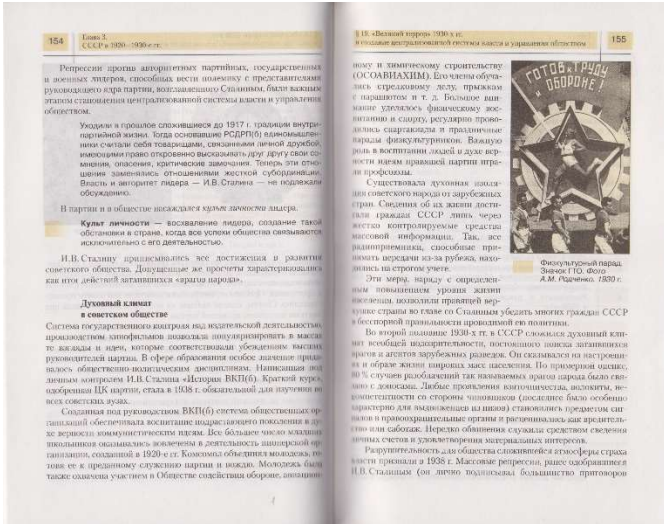 154
Глава 3.
СССР в 1920–1930-е гг.
Репрессии против авторитетных партийных, государственных
и военных лидеров, способных вести полемику с представителями
руководящего ядра партии, возглавленного Сталиным, были важным
этапом становления централизованной системы власти и управления
обществом.
Уходили в прошлое сложившиеся до 1917 г. традиции внутри-
партийной жизни. Тогда основавшие РСДРП(б) единомышлен-
ники считали себя товарищами, связанными личной дружбой,
имеющими право откровенно высказывать друг другу свои со-
мнения, опасения, критические замечания. Теперь эти отно-
шения заменялись отношениями жесткой субординации.
Власть и авторитет лидера — И.В. Сталина — не подлежали
обсуждению.
В партии и в обществе насаждался культ личности лидера.
Культ личности — восхваление лидера, создание такой
обстановки в стране, когда все успехи общества связываются
исключительно с его деятельностью.
И.В. Сталину приписывались все достижения в развитии
советского общества. Допущенные же просчеты характеризовались
как итог действий затаившихся «врагов народа».
Духовный климат
в советском обществе
Система государственного контроля над издательской деятельностью,
производством кинофильмов позволяла популяризировать в массах
те взгляды и идеи, которые соответствовали убеждениям высших
руководителей партии. В сфере образования особое значение прида-
валось общественно-политическим дисциплинам. Написанная под
личным контролем И.В. Сталина «История ВКП(б). Краткий курс»,
одобренная ЦК партии, стала в 1938 г. обязательной для изучения во
всех советских вузах.
Созданная под руководством ВКП(б) система общественных ор-
ганизаций обеспечивала воспитание подрастающего поколения в ду-
хе верности коммунистическим идеям. Все большее число младших
школьников оказывались вовлечены в деятельность пионерской ор-
ганизации, созданной в 1920-е гг. Комсомол объединял молодежь, го-
товя ее к преданному служению партии и вождю. Молодежь была
также охвачена участием в Обществе содействия обороне, авиацион-
§ 15. «Великий террор» 1930-х гг.
и создание централизованной системы власти и управления обществом
155
ному и химическому строительству
(ОСОАВИАХИМ). Его члены обуча-
лись стрелковому делу, прыжкам
с парашютом и т. д. Большое вни-
мание уделялось физическому вос-
питанию и спорту, регулярно прово-
дились спартакиады и праздничные
парады физкультурников. Важную
роль в воспитании людей в духе вер-
ности идеям правящей партии игра-
ли профсоюзы.
Существовала духовная изоля-
ция советского народа от зарубежных
стран. Сведения об их жизни дости-
гали граждан СССР лишь через
жестко контролируемые средства
массовой информации. Так, все
радиоприемники, способные при-
нимать передачи из-за рубежа, нахо-
дились на строгом учете.
Эти меры, наряду с определен-
ным повышением уровня жизни
населения, позволили правящей вер-
хушке страны во главе со Сталиным убедить многих граждан СССР
в бесспорной правильности проводимой ею политики.
ГОТОВ К ТРУДУ
и ОБОРОНЕ!
Физкультурный парад.
Значок ГТО. Фото
А.М. Родченко. 1930 г.
Во второй половине 1930-х гг. в СССР сложился духовный кли-
мат всеобщей подозрительности, постоянного поиска затаившихся
врагов и агентов зарубежных разведок. Он сказывался на настроени-
и образе жизни широких масс населения. По примерной оценке,
% случаев разоблачений так называемых врагов народа было свя-
зано с доносами. Любые проявления взяточничества, волокиты, не-
компетентности со стороны чиновников (последнее было особенно
характерно для выдвиженцев из низов) становились предметом сиг-
налов в правоохранительные органы и расценивались как вредитель-
ство или саботаж. Нередко обвинения служили средством сведения
личных счетов и удовлетворения материальных интересов.
Разрушительность для общества сложившейся атмосферы страха
власти признали в 1938 г. Массовые репрессии, ранее одобрявшиеся
И.В. Сталиным (он лично подписывал большинство приговоров